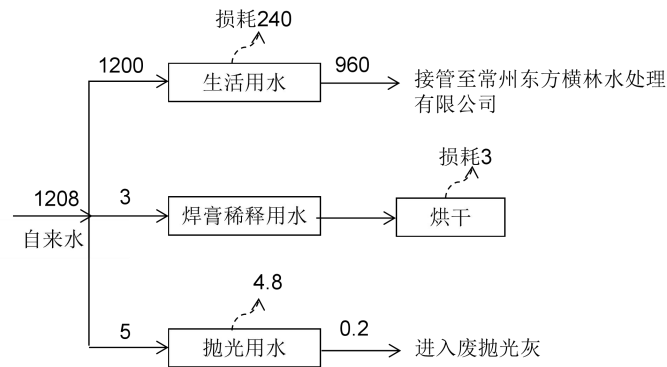 损耗240
1200
生活用水
960
接管至常州东方横林水处理
有限公司
损耗3
1208
自来水
3
焊膏稀释用水
烘干
4.8
5
抛光用水
0.2
进入废抛光灰